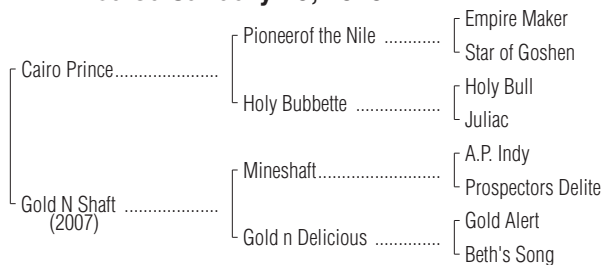 Empire Maker
Pioneerof the Nile ............
Star of Goshen
Cairo Prince.....................
Holy Bull
Holy Bubbette .................
Juliac
A.P. Indy
Mineshaft.........................
Prospectors Delite
Gold N Shaft ...................
(2007)
Gold Alert
Gold n Delicious .............
Beth's Song